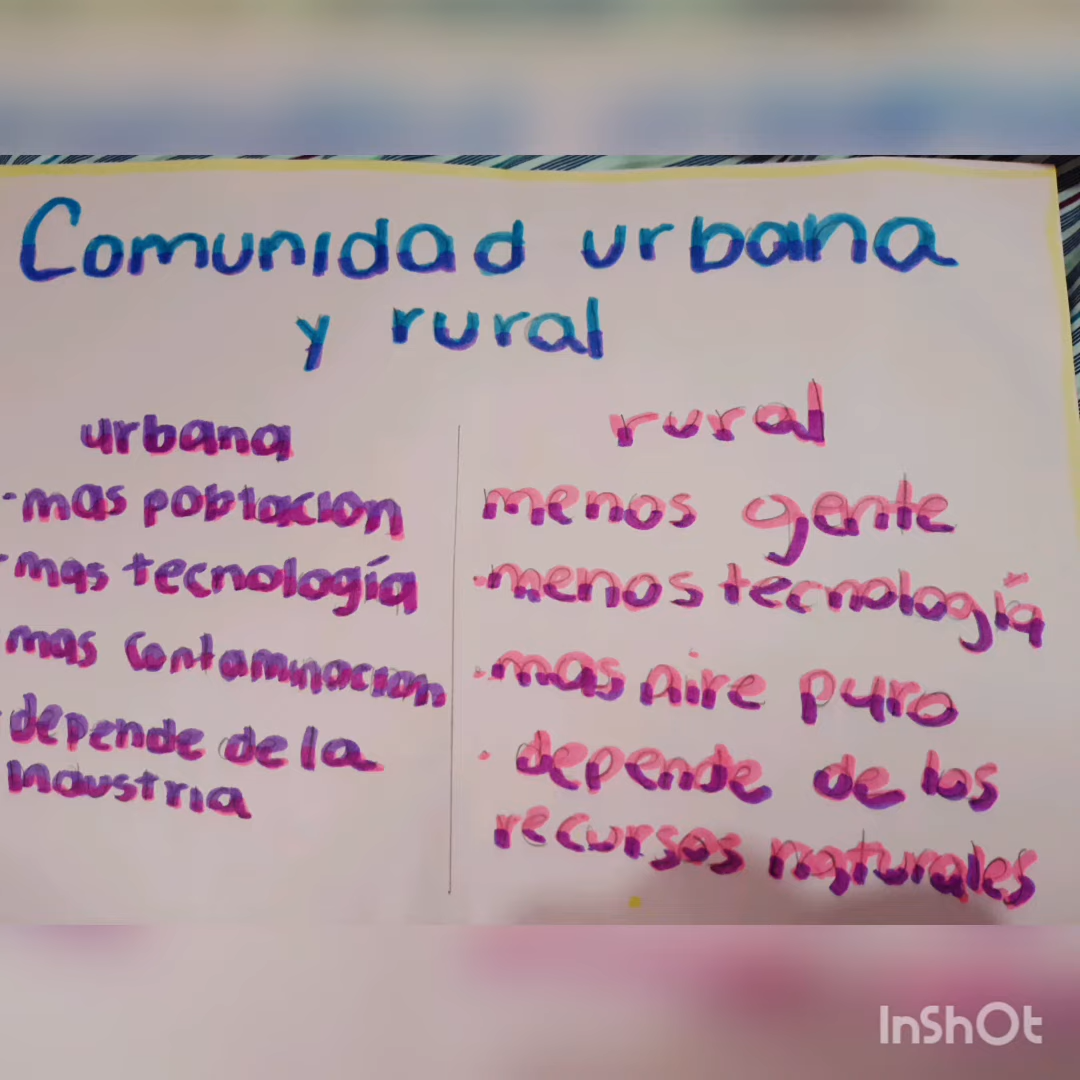 Comunidad urbana
y rural
urbana
-mas poblacion
-mas tecnología
mas contaminacion
-depende de la
industria
rural
menos gente
.menos tecnología
.mas aire puro
. depende de los
recursos naturales
InShOt